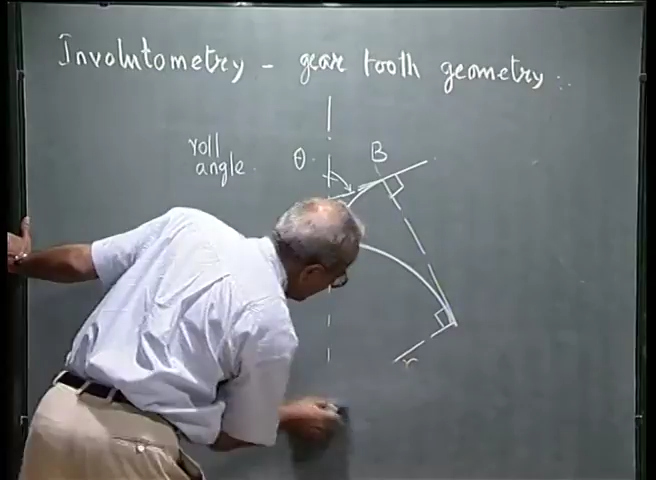 Involutometry - gear tooth geometry :.
roll
angle.
θ.
B
r